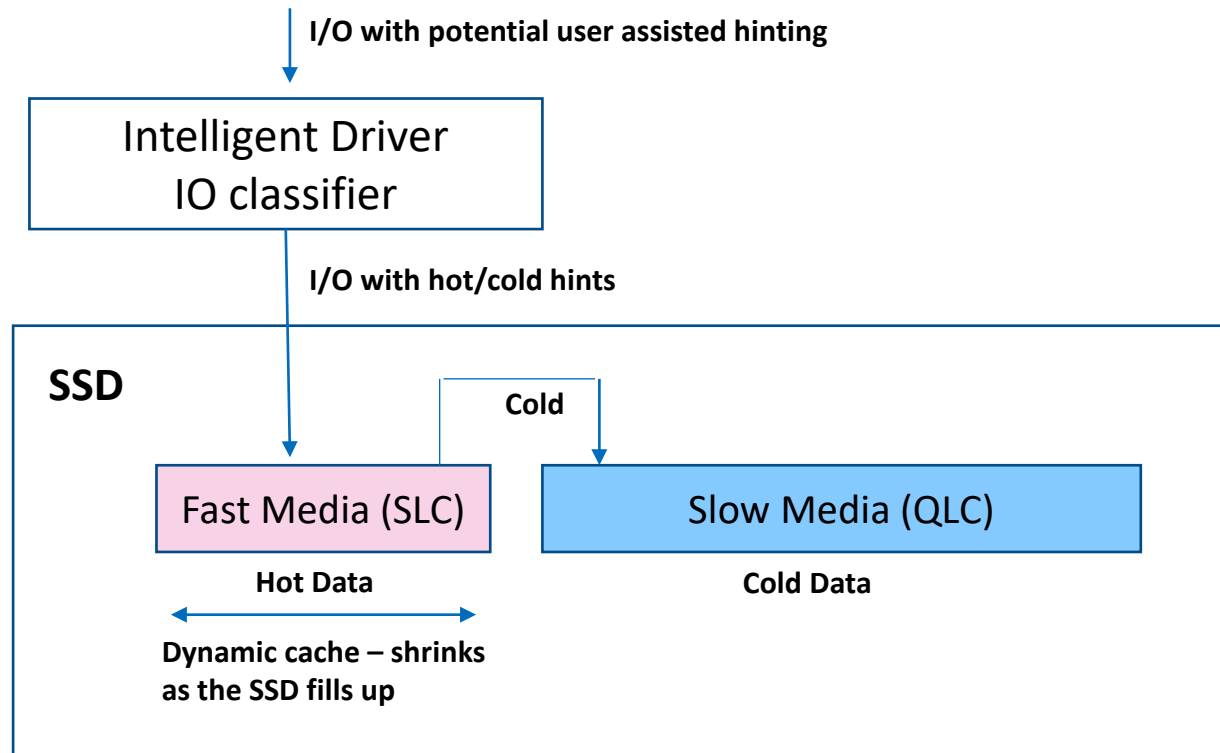 I/O with potential user assisted hinting
Intelligent Driver
IO classifier
I/O with hot/cold hints
SSD
Cold
Fast Media (SLC)
Slow Media (QLC)
Hot Data
Cold Data
Dynamic cache – shrinks
as the SSD fills up